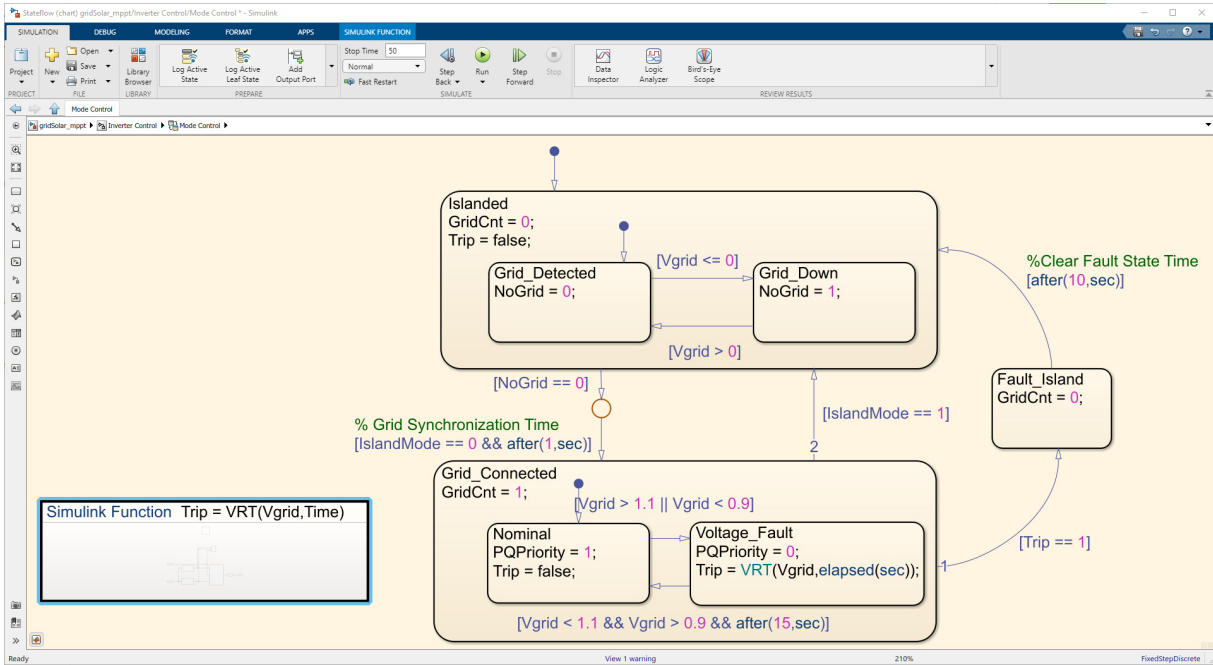 Stateflow (chart) gridSolar_mppt/Inverter Control/Mode Control * - Simulink
SIMULATION DEBUG MODELING FORMAT APPS SIMULINK FUNCTION
Project
New
Open
Save
Print
Library
Browser
Log Active
State
Log Active
Leaf State
Add
Output Port
Stop Time 50
Normal
Fast Restart
Step
Back
Run
Step
Forward
Stop
Data
Inspector
Logic
Analyzer
Bird's-Eye
Scope
PROJECT FILE LIBRARY PREPARE SIMULATE REVIEW RESULTS
Mode Control
gridSolar_mppt Inverter Control Mode Control
Islanded
GridCnt = 0;
Trip = false;
Grid_Detected
NoGrid = 0;
[Vgrid <= 0]
Grid_Down
NoGrid = 1;
[Vgrid > 0]
%Clear Fault State Time
[after(10,sec)]
[NoGrid == 0]
% Grid Synchronization Time
[IslandMode == 0 && after(1,sec)]
[IslandMode == 1]
2
Fault_Island
GridCnt = 0;
Grid_Connected
GridCnt = 1;
[Vgrid > 1.1 || Vgrid < 0.9]
Nominal
PQPriority = 1;
Trip = false;
Voltage_Fault
PQPriority = 0;
Trip = VRT(Vgrid,elapsed(sec));
[Vgrid < 1.1 && Vgrid > 0.9 && after(15,sec)]
1
[Trip == 1]
Simulink Function Trip = VRT(Vgrid,Time)
Ready View 1 warning 210% FixedStepDiscrete